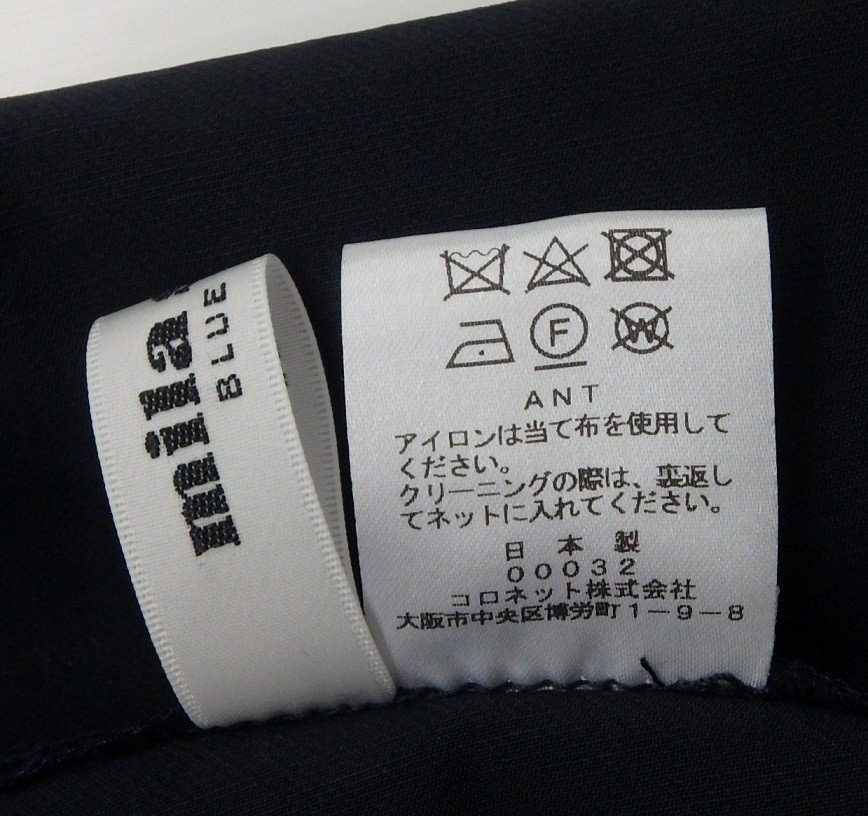 mila
BLUE
F
W
ANT
アイロンは当て布を使用して
ください。
クリーニングの際は、裏返し
てネットに入れてください。
日本製
00032
コロネット株式会社
大阪市中央区博労町1-9-8